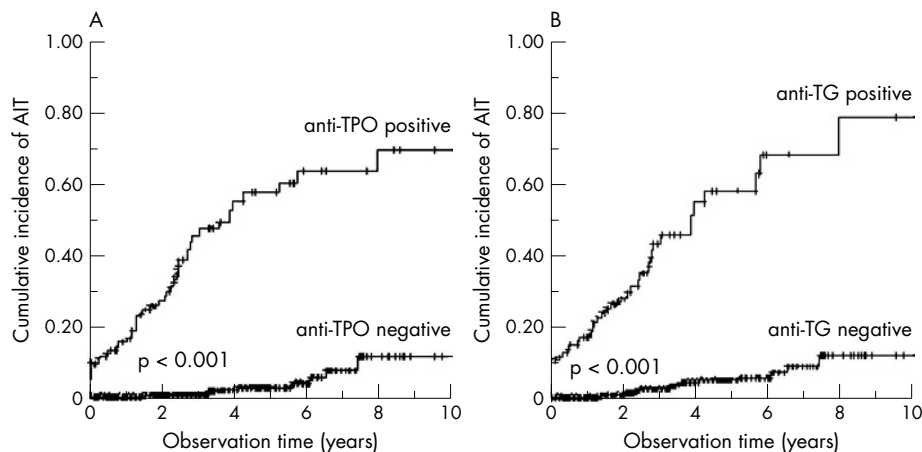 A
1.00
0.80
0.60
0.40
0.20
0
Cumulative incidence of AIT
anti-TPO positive
anti-TPO negative
p < 0.001
0 2 4 6 8 10
Observation time (years)
B
1.00
0.80
0.60
0.40
0.20
0
Cumulative incidence of AIT
anti-TG positive
anti-TG negative
p < 0.001
0 2 4 6 8 10
Observation time (years)